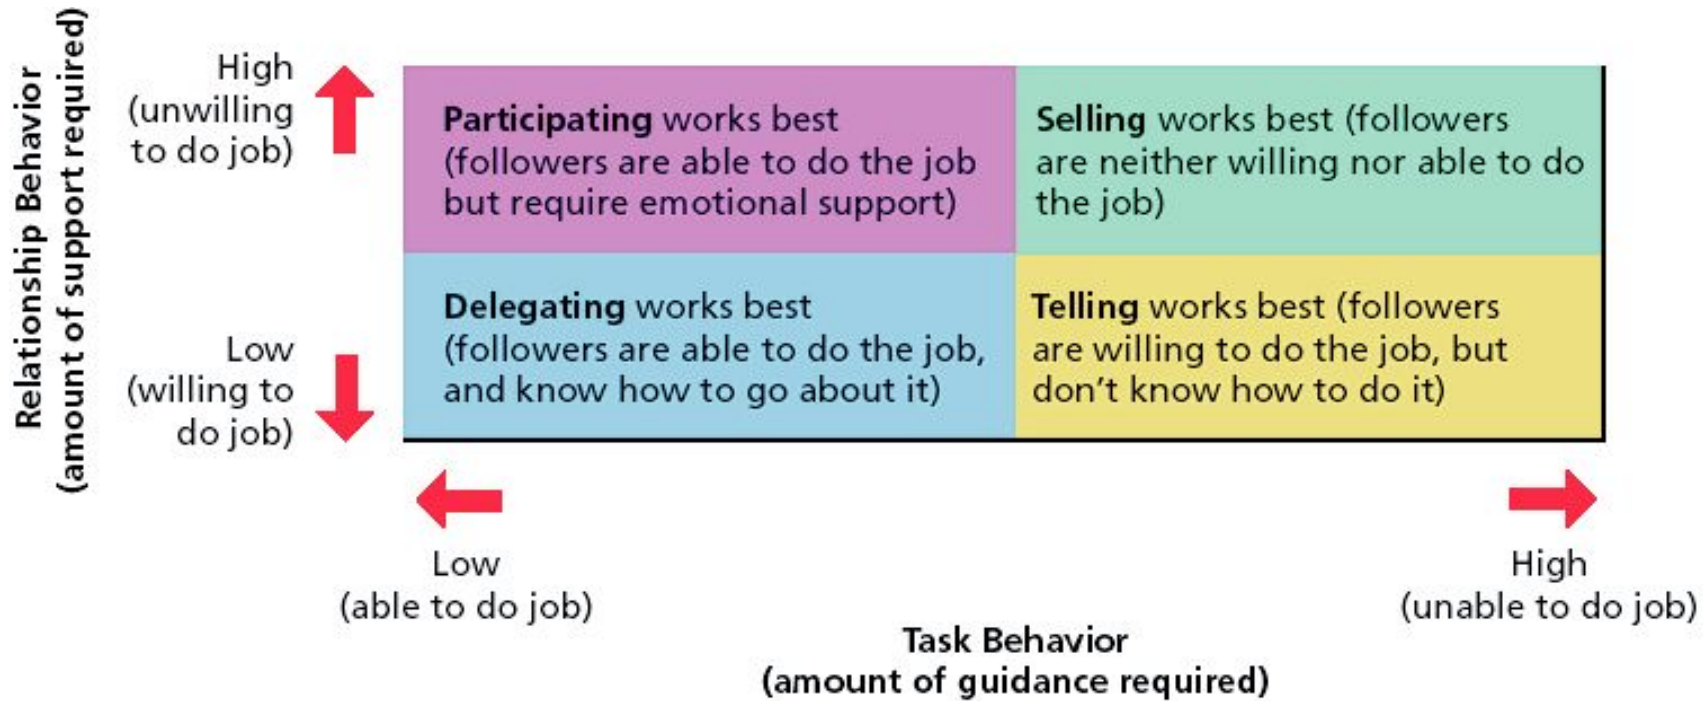 Relationship Behavior
(amount of support required)
High
(unwilling
to do job)
Low
(willing to
do job)
Participating works best
(followers are able to do the job
but require emotional support)
Selling works best (followers
are neither willing nor able to do
the job)
Delegating works best
(followers are able to do the job,
and know how to go about it)
Telling works best (followers
are willing to do the job, but
don't know how to do it)
Low
(able to do job)
High
(unable to do job)
Task Behavior
(amount of guidance required)